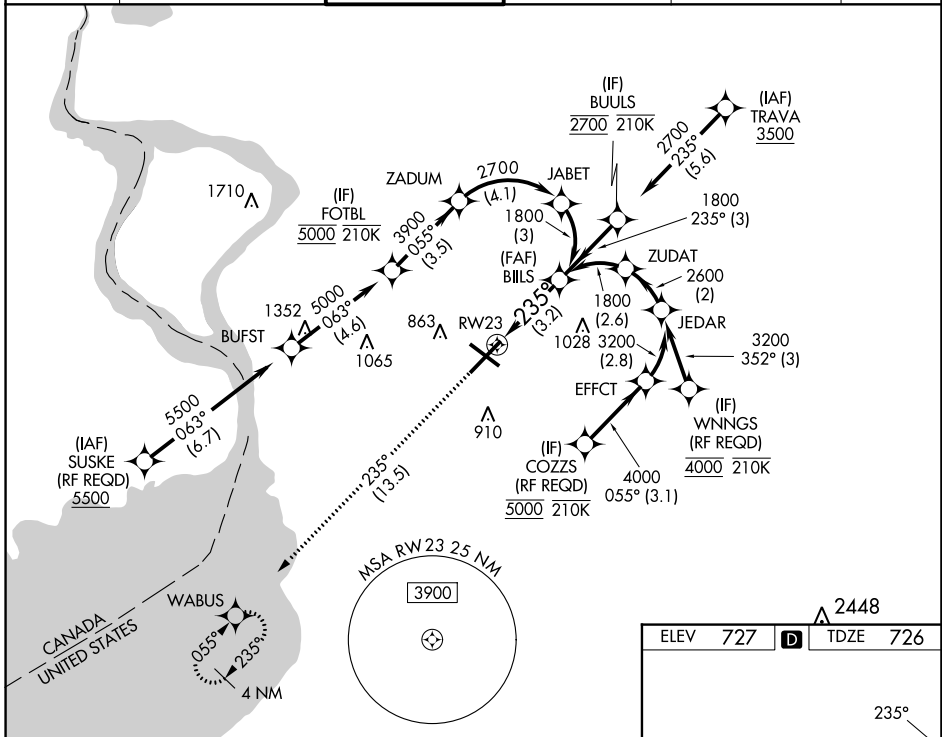 (IF)
BUULS
2700 210K
(IAF)
TRAVA
3500
2700
235°
(5.6)
ZADUM
2700
(4.1)
JABET
1710
(IF)
FOTBL
5000 210K
3900
055°
(3.5)
1800
(3)
1800
235° (3)
(FAF)
BIILS
ZUDAT
2600
(2)
1352
5000
063°
(4.6)
BUFST
863
1065
RW23
235°
(3.2)
1800
(2.6)
1028
JEDAR
3200
(2.8)
3200
352° (3)
EFFCT
5500
063°
(6.7)
(IAF)
SUSKE
(RF REQD)
5500
910
(IF)
WNNGS
(RF REQD)
4000 210K
(IF)
COZZS
(RF REQD)
5000 210K
4000
055° (3.1)
235°
(13.5)
MSA RW 23 25 NM
3900
WABUS
055°
235°
4 NM
CANADA
UNITED STATES
2448
ELEV 727 D TDZE 726
235°